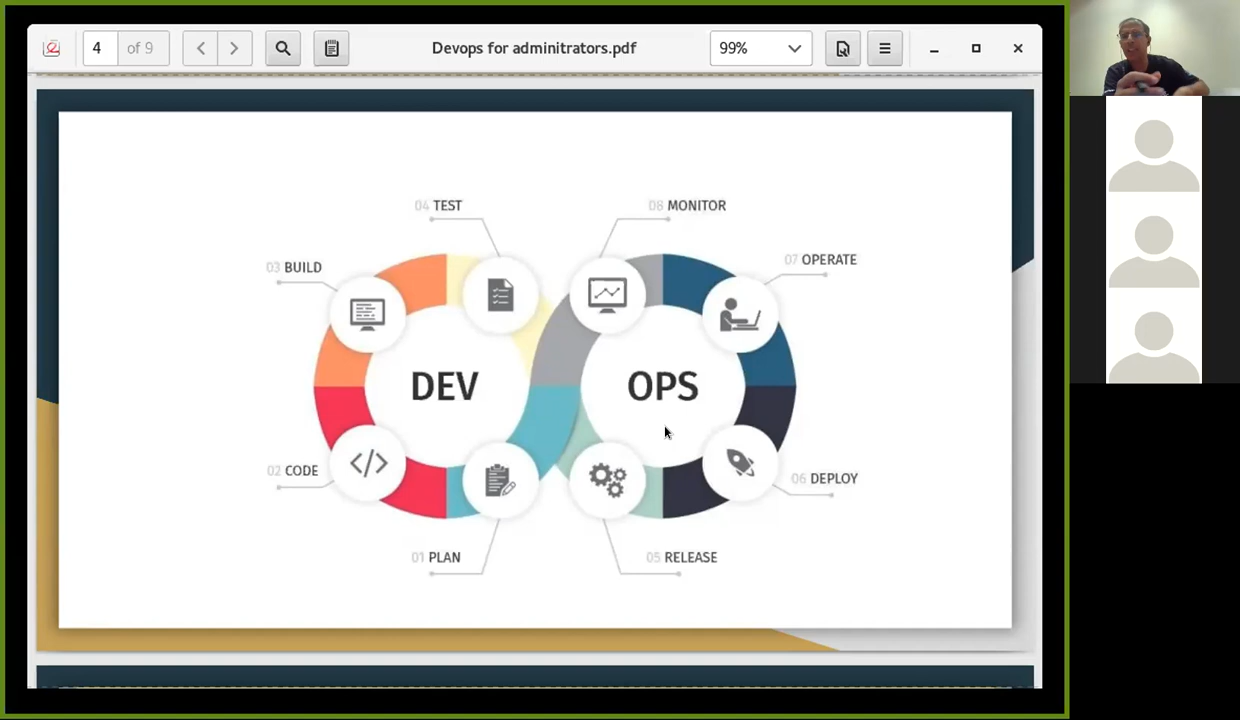 4 of 9 Devops for adminitrators.pdf 99%
04 TEST
08 MONITOR
03 BUILD
07 OPERATE
DEV
OPS
02 CODE
06 DEPLOY
01 PLAN
05 RELEASE